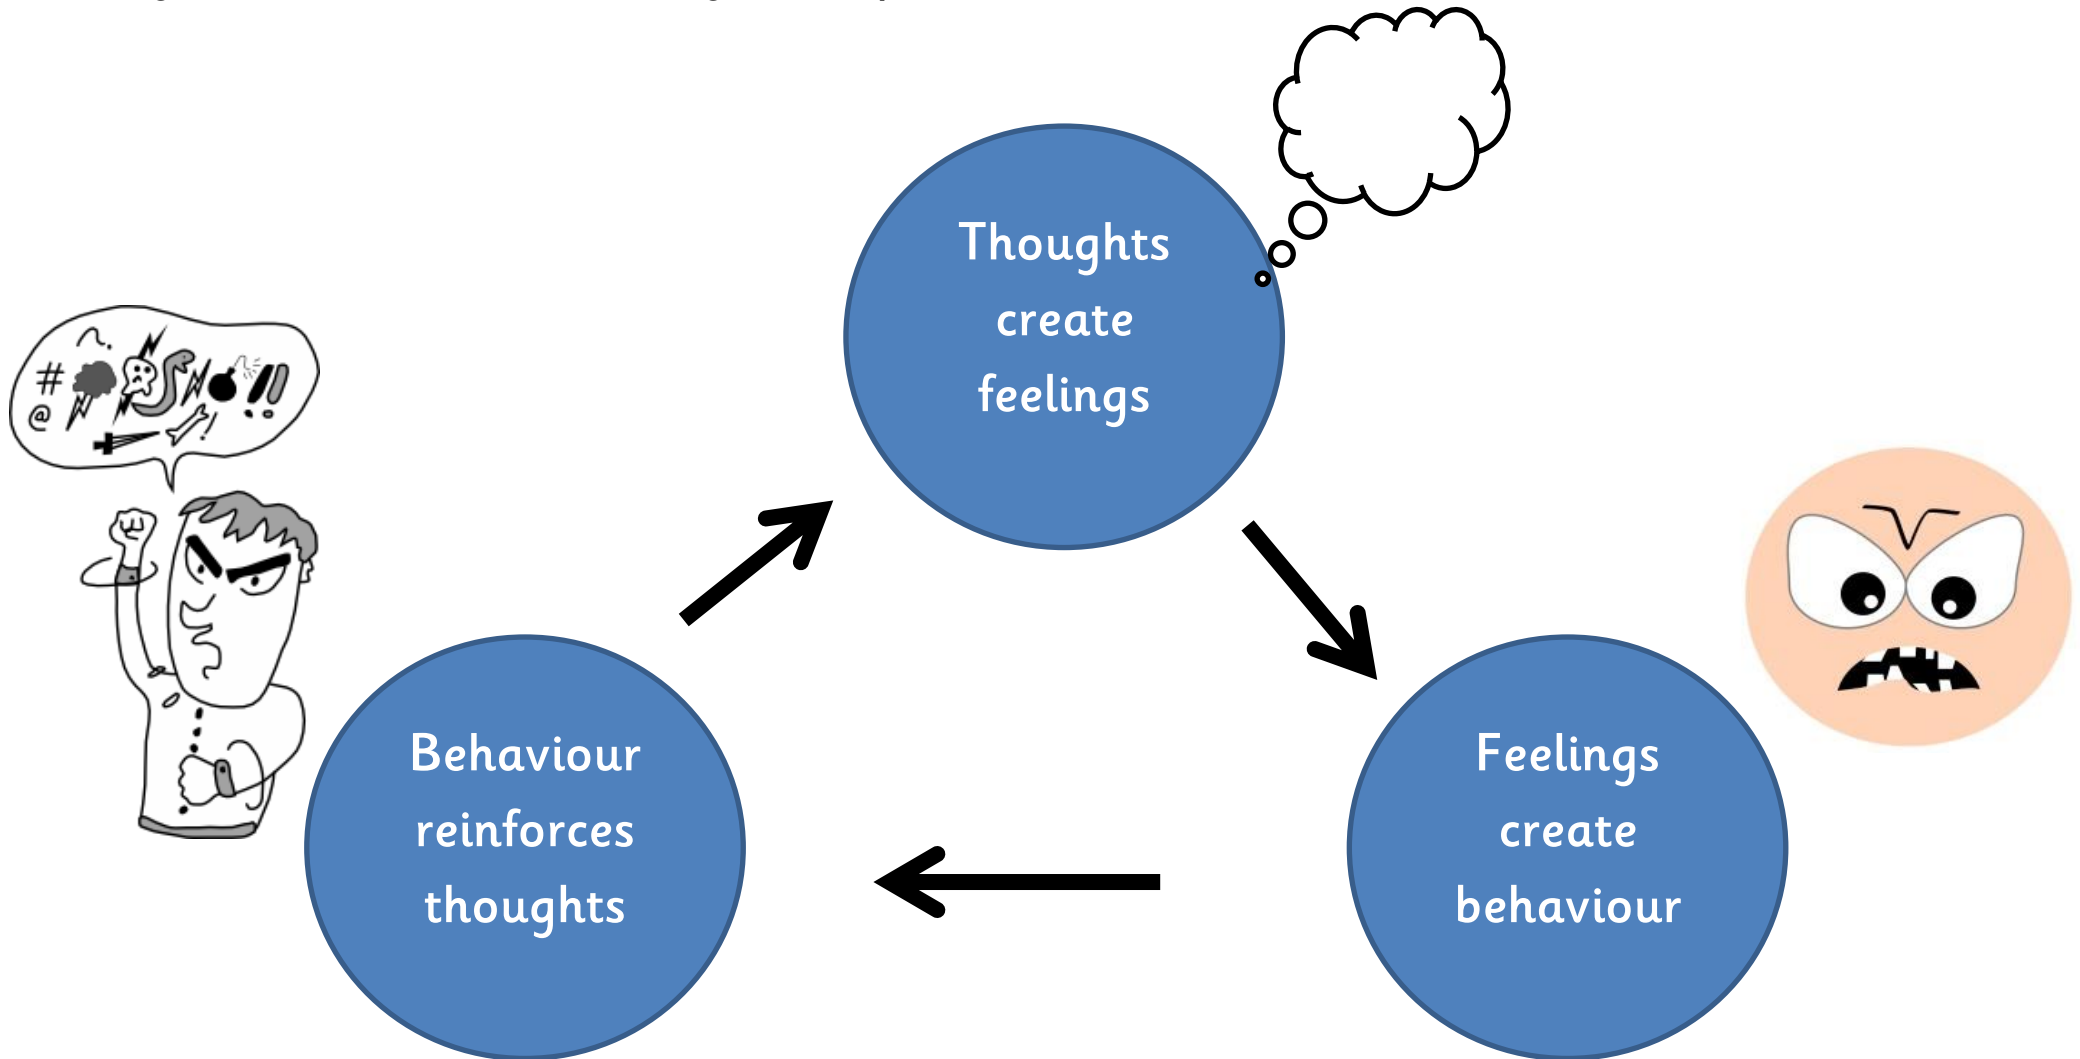 Thoughts
create
feelings
# 
@
Behaviour
reinforces
thoughts
Feelings
create
behaviour